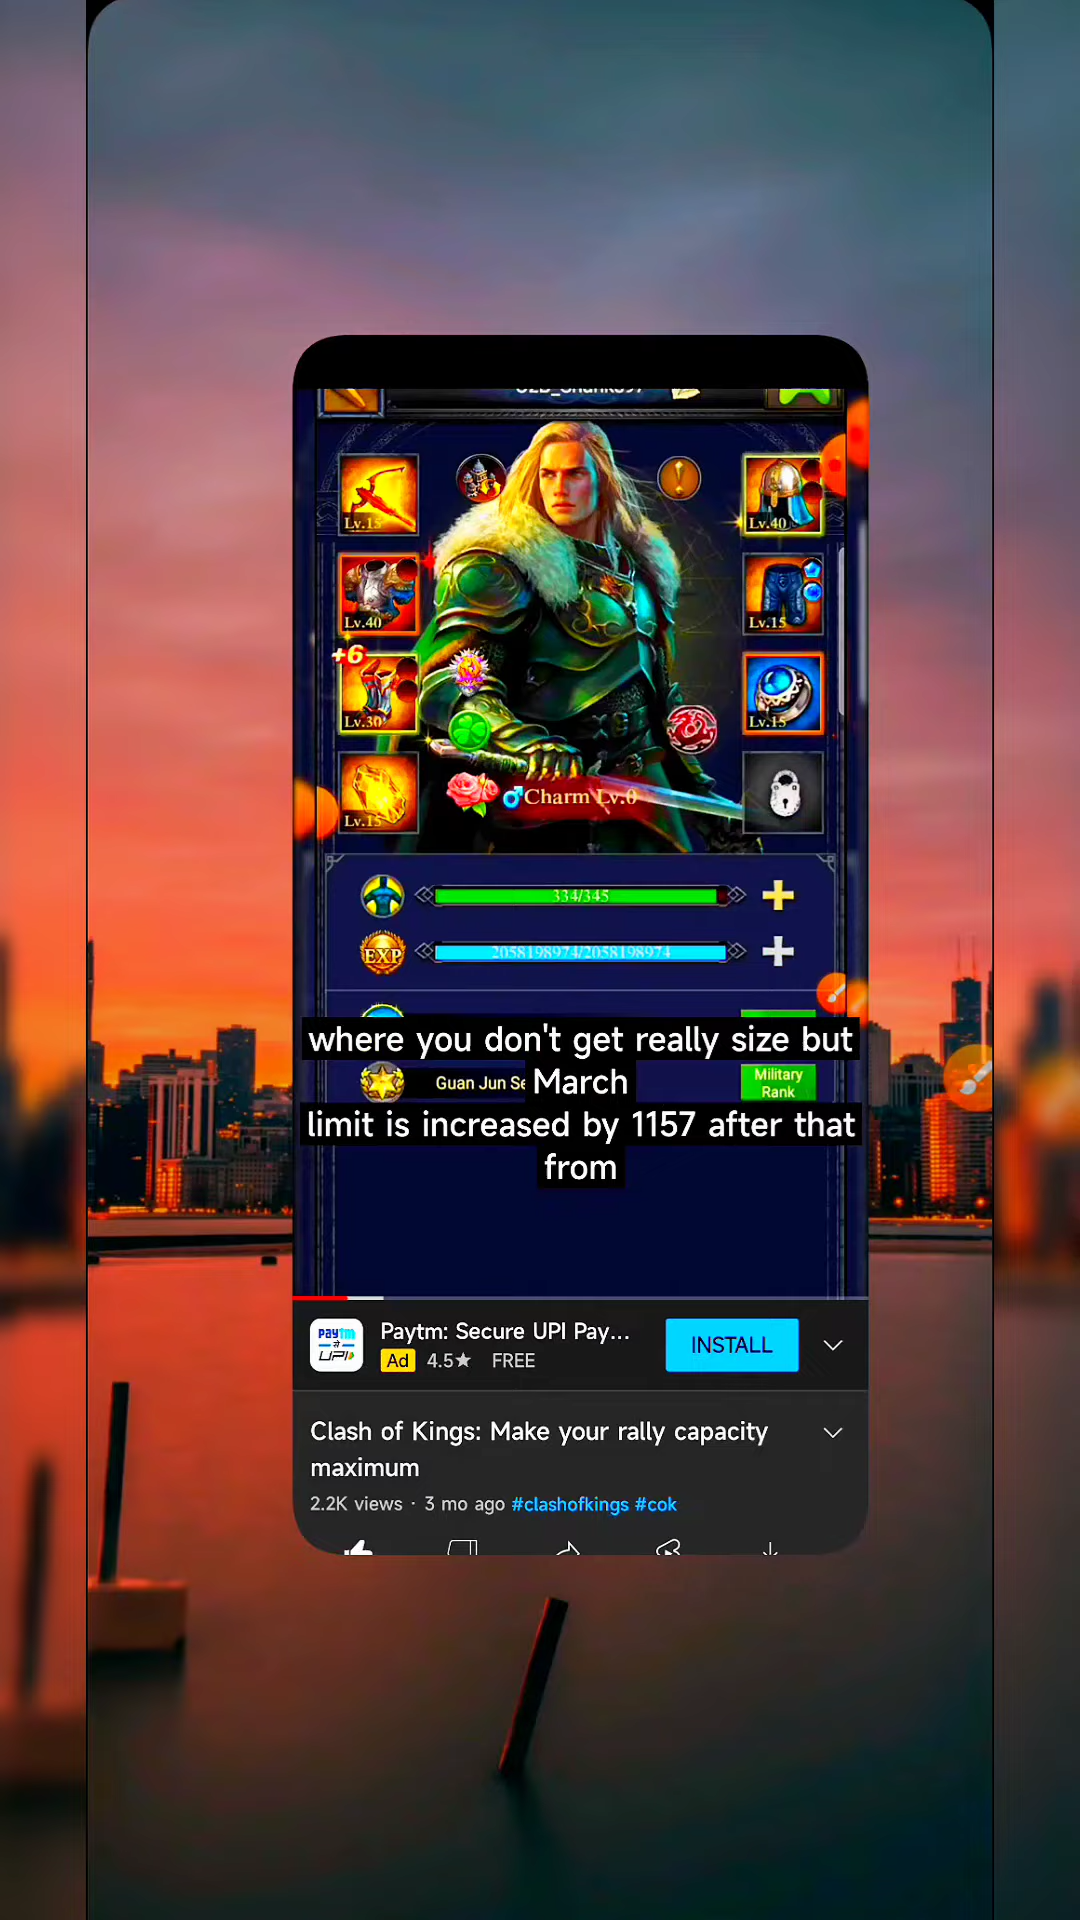 Lv.15
Lv.40
Lv.40
Lv.15
+6
Lv.30
Lv.15
Lv.15
Charm Lv.0
334/345
EXP
2058198974/2058198974
where you don't get really size but
March
limit is increased by 1157 after that
from
Guan Jun Se
Military
Rank
paytm
से
UPI
Paytm: Secure UPI Pay...
Ad 4.5★ FREE
INSTALL
Clash of Kings: Make your rally capacity
maximum
2.2K views · 3 mo ago #clashofkings #cok